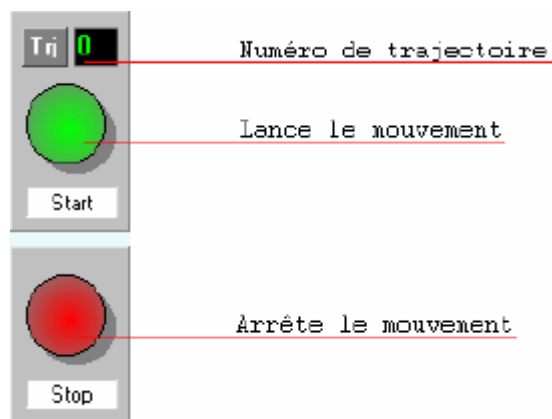 Trj 0 Numéro de trajectoire
Lance le mouvement
Start
Arrête le mouvement
Stop